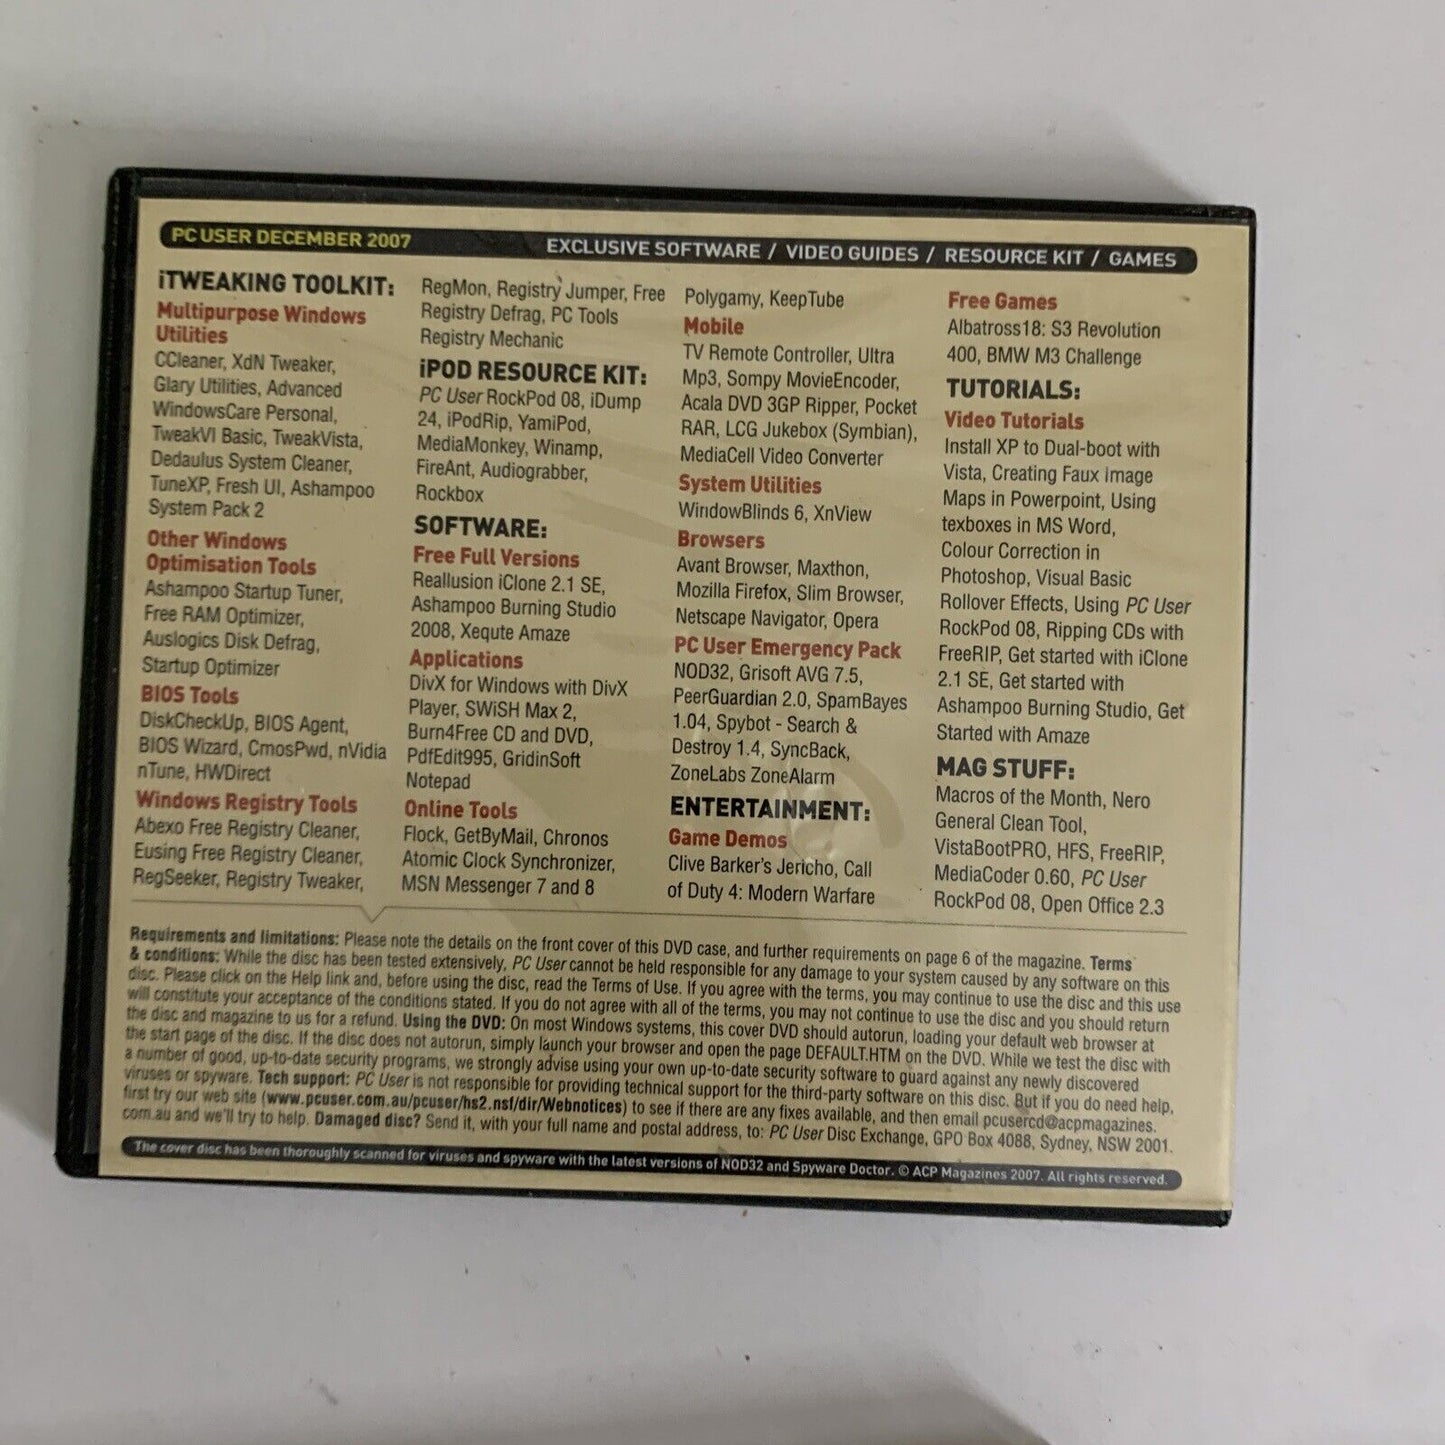 PC USER DECEMBER 2007
EXCLUSIVE SOFTWARE / VIDEO GUIDES / RESOURCE KIT / GAMES
iTWEAKING TOOLKIT:
Multipurpose Windows
Utilities
CCleaner, XdN Tweaker,
Glary Utilities, Advanced
WindowsCare Personal,
TweakVI Basic, TweakVista,
Dedaulus System Cleaner,
TuneXP, Fresh UI, Ashampoo
System Pack 2
Other Windows
Optimisation Tools
Ashampoo Startup Tuner,
Free RAM Optimizer,
Auslogics Disk Defrag,
Startup Optimizer
BIOS Tools
DiskCheckUp, BIOS Agent,
BIOS Wizard, CmosPwd, nVidia
nTune, HWDirect
Windows Registry Tools
Abexo Free Registry Cleaner,
Eusing Free Registry Cleaner,
RegSeeker, Registry Tweaker,
RegMon, Registry Jumper, Free
Registry Defrag, PC Tools
Registry Mechanic
iPOD RESOURCE KIT:
PC User RockPod 08, iDump
24, iPodRip, YamiPod,
MediaMonkey, Winamp,
FireAnt, Audiograbber,
Rockbox
SOFTWARE:
Free Full Versions
Reallusion iClone 2.1 SE,
Ashampoo Burning Studio
2008, Xequte Amaze
Applications
DivX for Windows with DivX
Player, SWiSH Max 2,
Burn4Free CD and DVD,
PdfEdit995, GridinSoft
Notepad
Online Tools
Flock, GetByMail, Chronos
Atomic Clock Synchronizer,
MSN Messenger 7 and 8
Polygamy, KeepTube
Mobile
TV Remote Controller, Ultra
Mp3, Sompy MovieEncoder,
Acala DVD 3GP Ripper, Pocket
RAR, LCG Jukebox (Symbian),
MediaCell Video Converter
System Utilities
WindowBlinds 6, XnView
Browsers
Avant Browser, Maxthon,
Mozilla Firefox, Slim Browser,
Netscape Navigator, Opera
PC User Emergency Pack
NOD32, Grisoft AVG 7.5,
PeerGuardian 2.0, SpamBayes
1.04, Spybot - Search &
Destroy 1.4, SyncBack,
ZoneLabs ZoneAlarm
ENTERTAINMENT:
Game Demos
Clive Barker's Jericho, Call
of Duty 4: Modern Warfare
Free Games
Albatross18: S3 Revolution
400, BMW M3 Challenge
TUTORIALS:
Video Tutorials
Install XP to Dual-boot with
Vista, Creating Faux Image
Maps in Powerpoint, Using
texboxes in MS Word,
Colour Correction in
Photoshop, Visual Basic
Rollover Effects, Using PC User
RockPod 08, Ripping CDs with
FreeRIP, Get started with iClone
2.1 SE, Get started with
Ashampoo Burning Studio, Get
Started with Amaze
MAG STUFF:
Macros of the Month, Nero
General Clean Tool,
VistaBootPRO, HFS, FreeRIP,
MediaCoder 0.60, PC User
RockPod 08, Open Office 2.3
Requirements and limitations: Please note the details on the front cover of this DVD case, and further requirements on page 6 of the magazine. Terms
& conditions: While the disc has been tested extensively, PC User cannot be held responsible for any damage to your system caused by any software on this
disc. Please click on the Help link and, before using the disc, read the Terms of Use. If you agree with the terms, you may continue to use the disc and this use
will constitute your acceptance of the conditions stated. If you do not agree with all of the terms, you may not continue to use the disc and you should return
the disc and magazine to us for a refund. Using the DVD: On most Windows systems, this cover DVD should autorun, loading your default web browser at
the start page of the disc. If the disc does not autorun, simply launch your browser and open the page DEFAULT.HTM on the DVD. While we test the disc with
a number of good, up-to-date security programs, we strongly advise using your own up-to-date security software to guard against any newly discovered
viruses or spyware. Tech support: PC User is not responsible for providing technical support for the third-party software on this disc. But if you do need help,
first try our web site (www.pcuser.com.au/pcuser/hs2.nsf/dir/Webnotices) to see if there are any fixes available, and then email pcusercd@acpmagazines.
com.au and we'll try to help. Damaged disc? Send it, with your full name and postal address, to: PC User Disc Exchange, GPO Box 4088, Sydney, NSW 2001.
The cover disc has been thoroughly scanned for viruses and spyware with the latest versions of NOD32 and Spyware Doctor. © ACP Magazines 2007. All rights reserved.